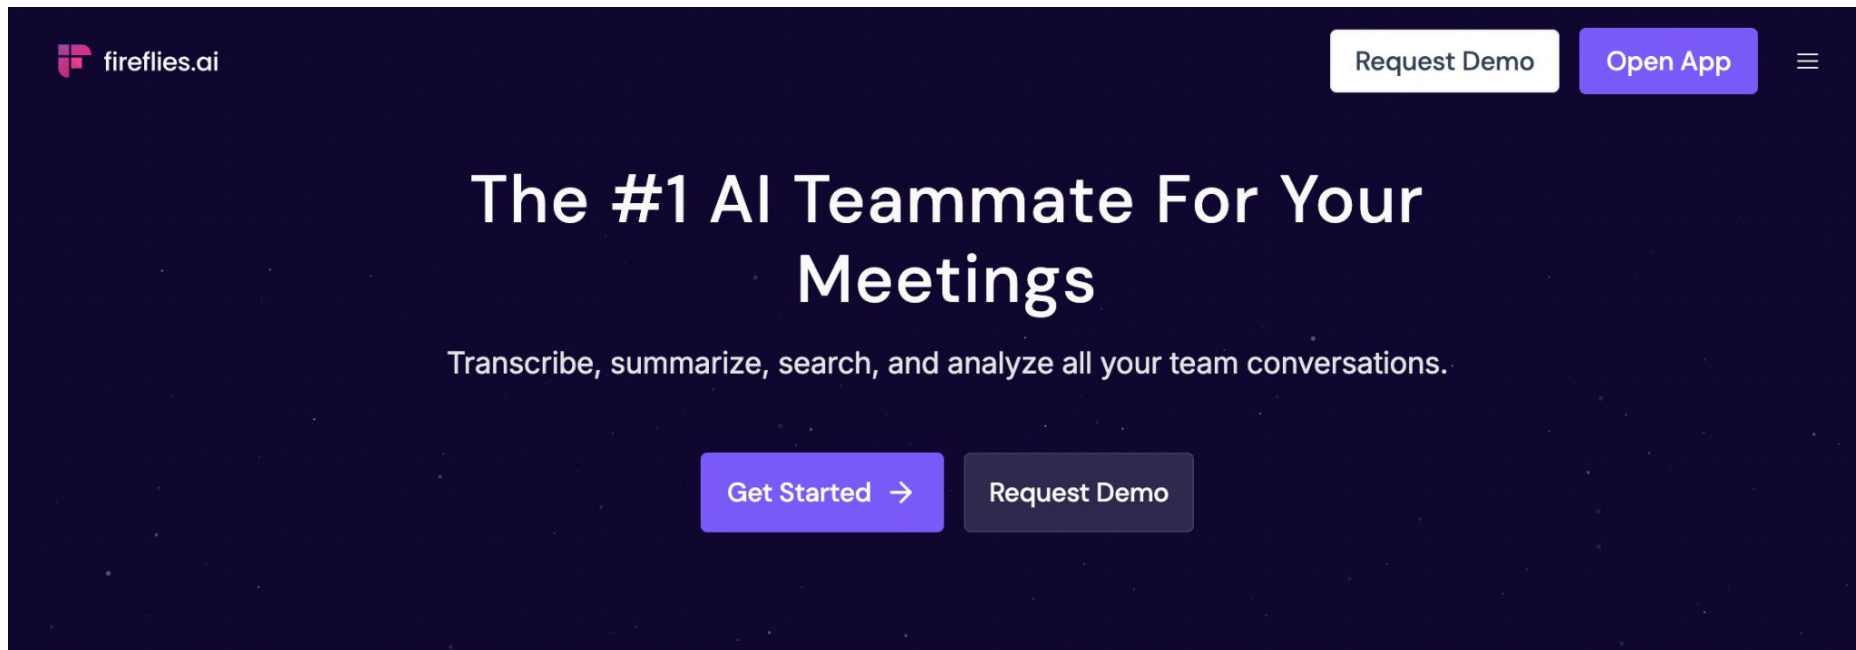 fireflies.ai
Request Demo
Open App
The #1 AI Teammate For Your
Meetings
Transcribe, summarize, search, and analyze all your team conversations.
Get Started →
Request Demo